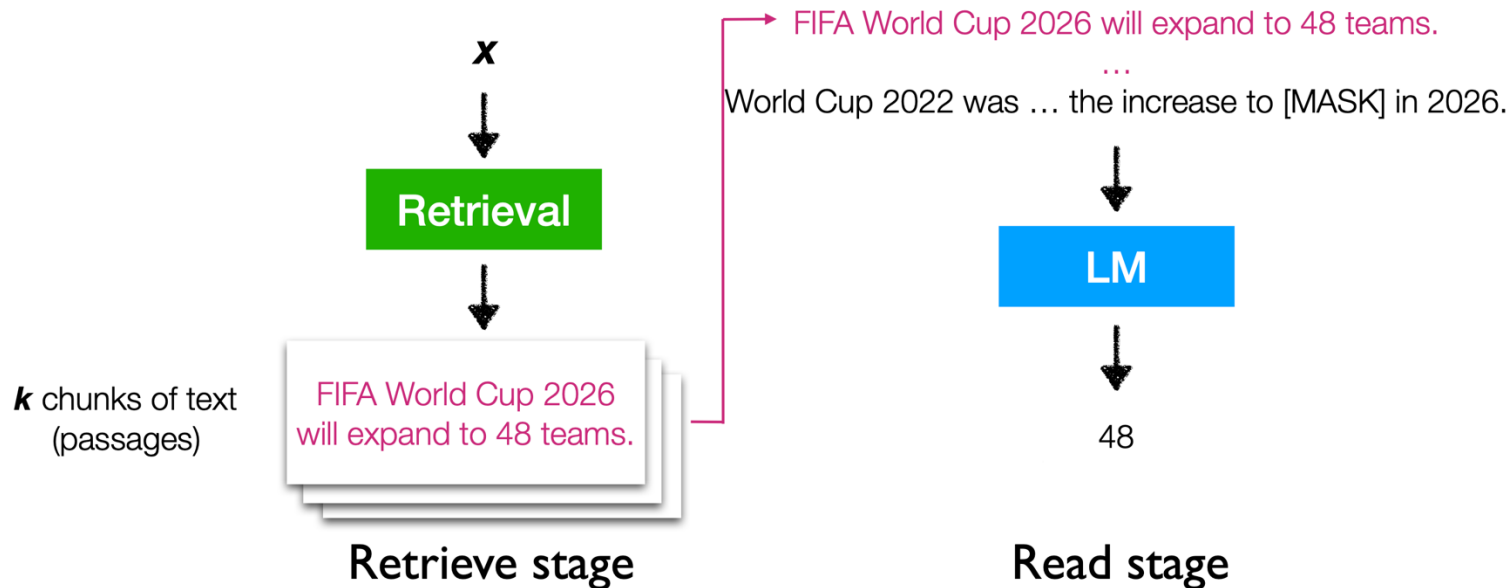 x
Retrieval
k chunks of text
(passages)
FIFA World Cup 2026
will expand to 48 teams.
Retrieve stage
FIFA World Cup 2026 will expand to 48 teams.
…
World Cup 2022 was … the increase to [MASK] in 2026.
LM
48
Read stage